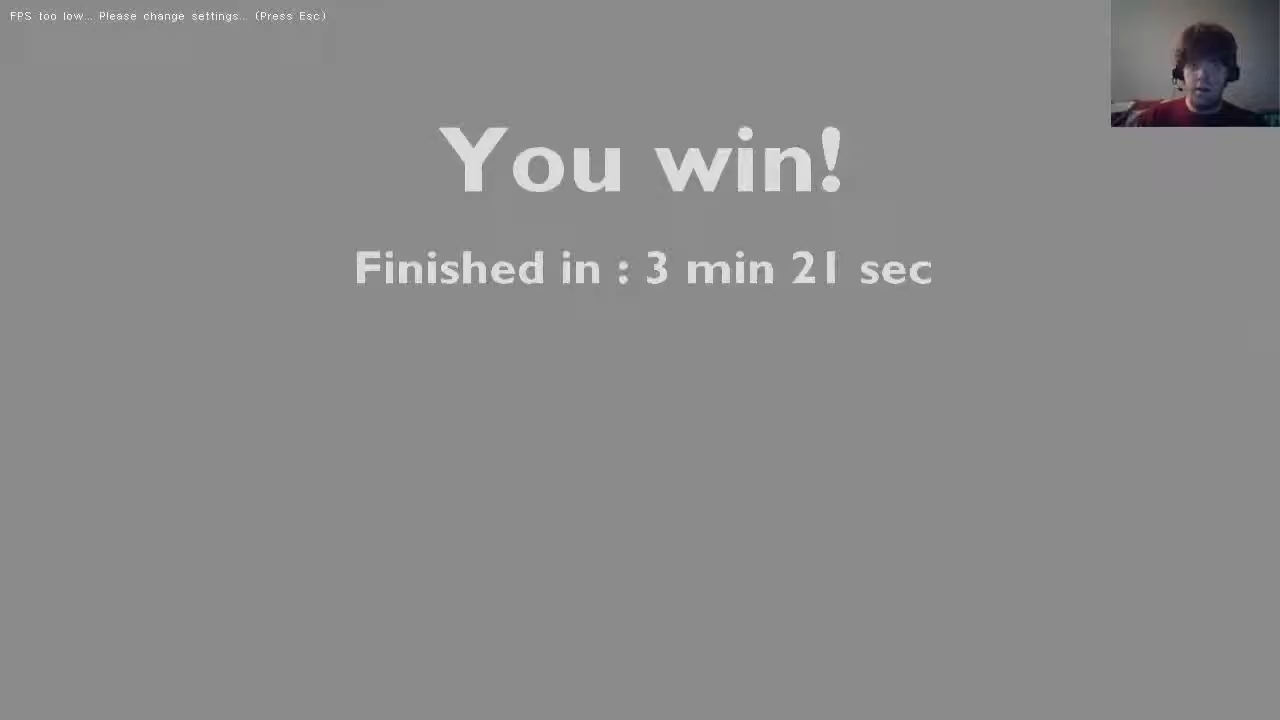 FPS too low... Please change settings... (Press Esc)
You win!
Finished in : 3 min 21 sec